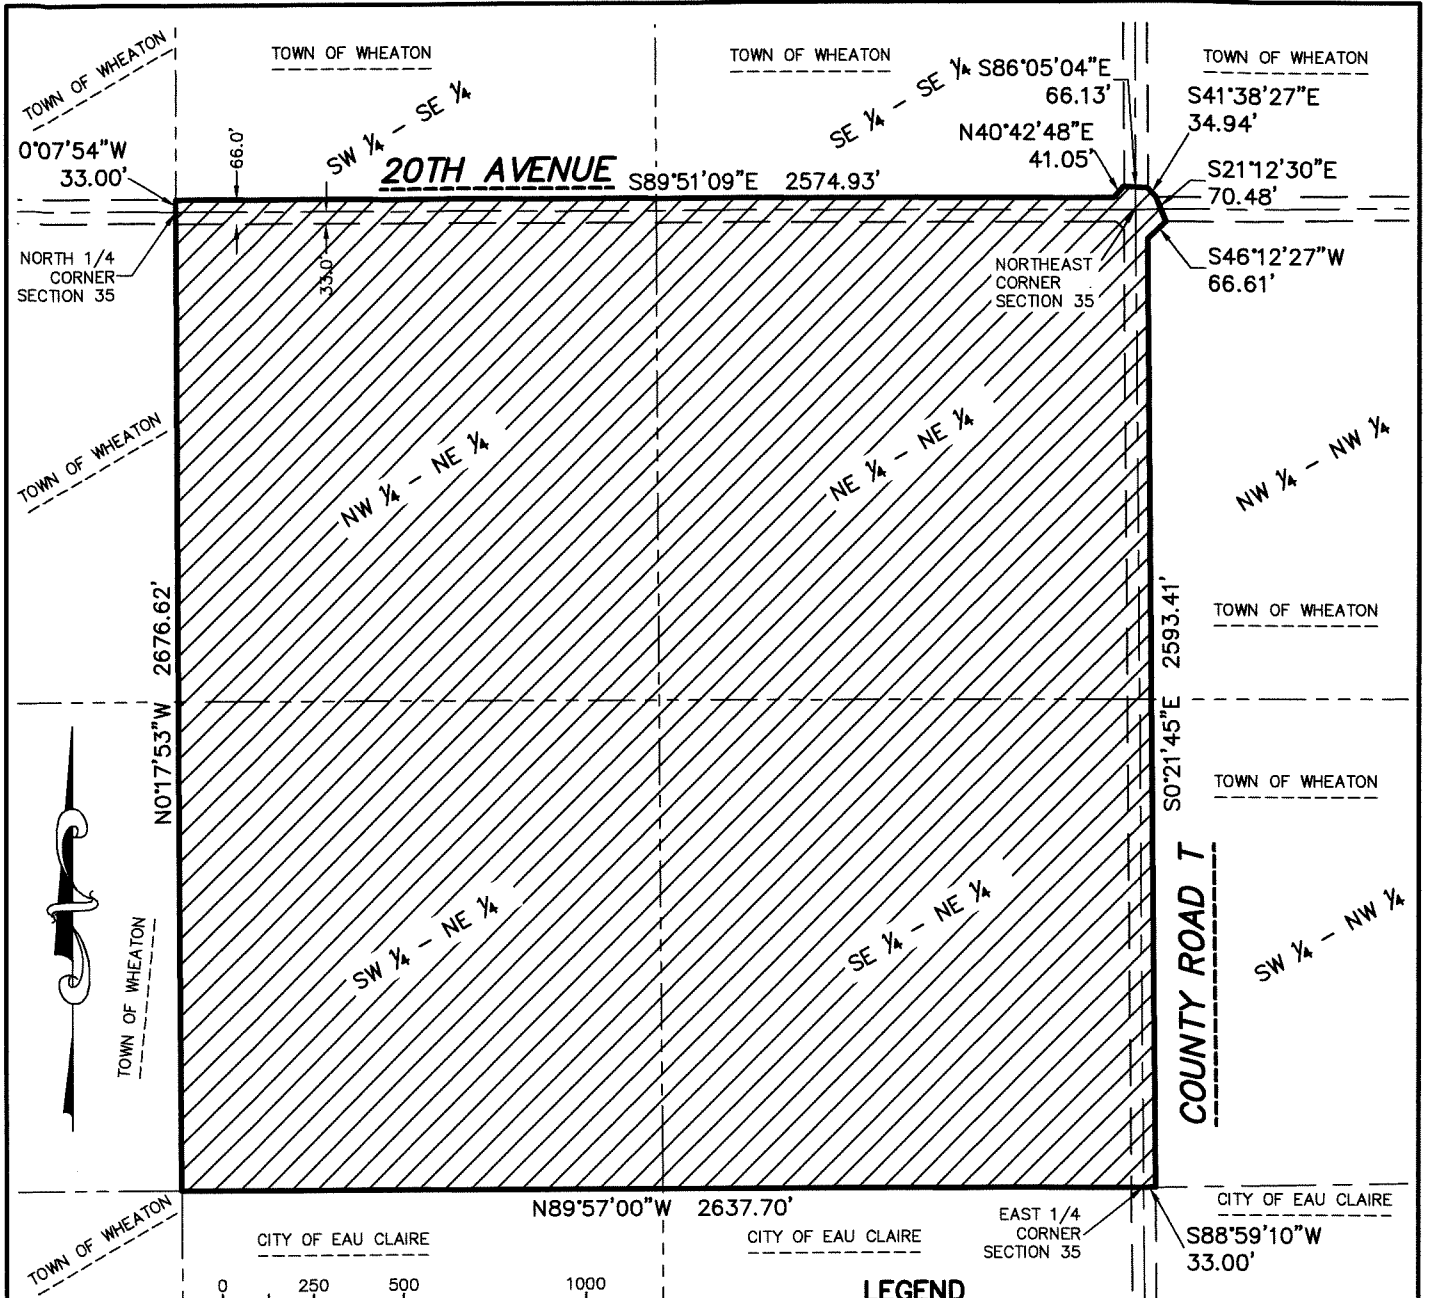 TOWN OF WHEATON
TOWN OF WHEATON
TOWN OF WHEATON
TOWN OF WHEATON
SW ¼ - SE ¼
SE ¼ - SE ¼
S86°05'04"E
66.13'
S41°38'27"E
34.94'
N40°42'48"E
41.05'
S21°12'30"E
70.48'
S46°12'27"W
66.61'
0°07'54"W
33.00'
66.0'
33.0'
20TH AVENUE
S89°51'09"E 2574.93'
NORTH 1/4
CORNER
SECTION 35
NORTHEAST
CORNER
SECTION 35
TOWN OF WHEATON
NW ¼ - NE ¼
NE ¼ - NE ¼
NW ¼ - NW ¼
N0°17'53"W 2676.62'
S0°21'45"E 2593.41'
TOWN OF WHEATON
TOWN OF WHEATON
TOWN OF WHEATON
SW ¼ - NE ¼
SE ¼ - NE ¼
SW ¼ - NW ¼
COUNTY ROAD T
N89°57'00"W 2637.70'
TOWN OF WHEATON
CITY OF EAU CLAIRE
CITY OF EAU CLAIRE
EAST 1/4
CORNER
SECTION 35
CITY OF EAU CLAIRE
S88°59'10"W
33.00'
0 250 500 1000
LEGEND